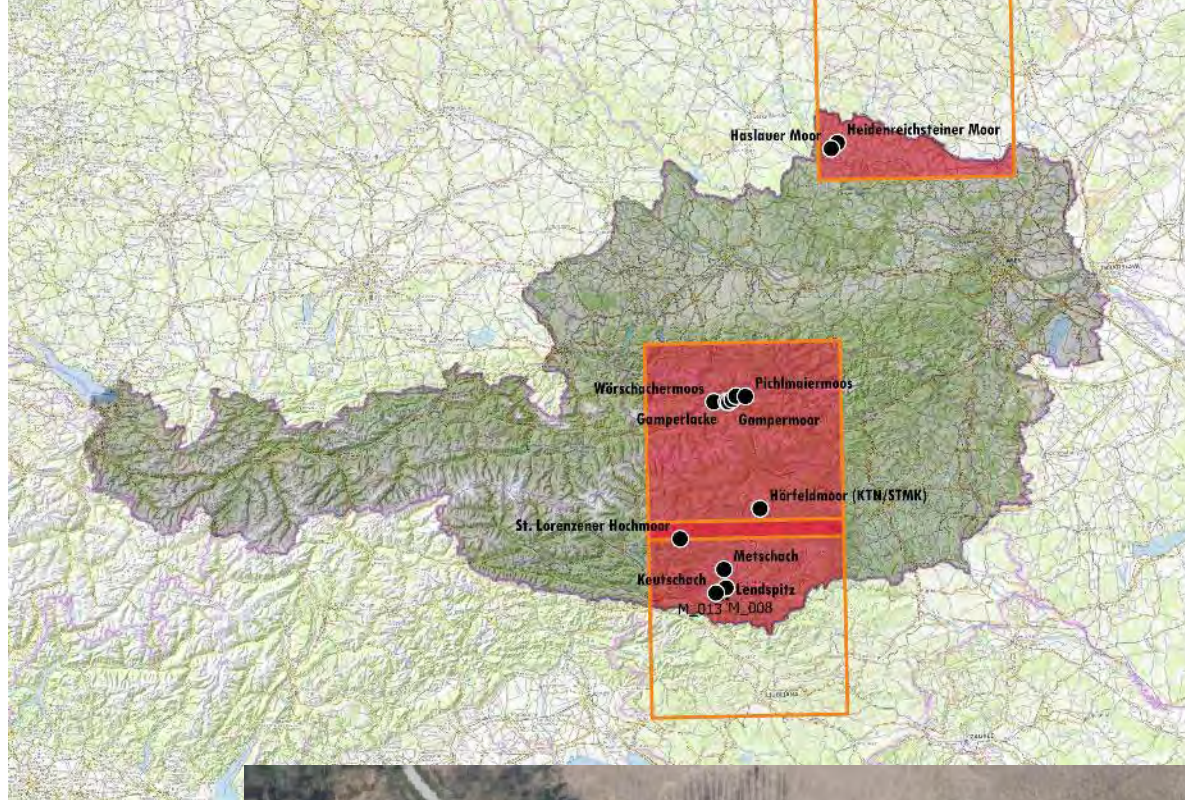 Haslauer Moor
Heidenreichsteiner Moor
Wörschachermoos
Pichlmaiermoos
Gamperlacke
Gampermoor
Hörfeldmoor (KTN/STMK)
St. Lorenzener Hochmoor
Metschach
Keutschach
Lendspitz
M_013 M_008
LJUBLJANA